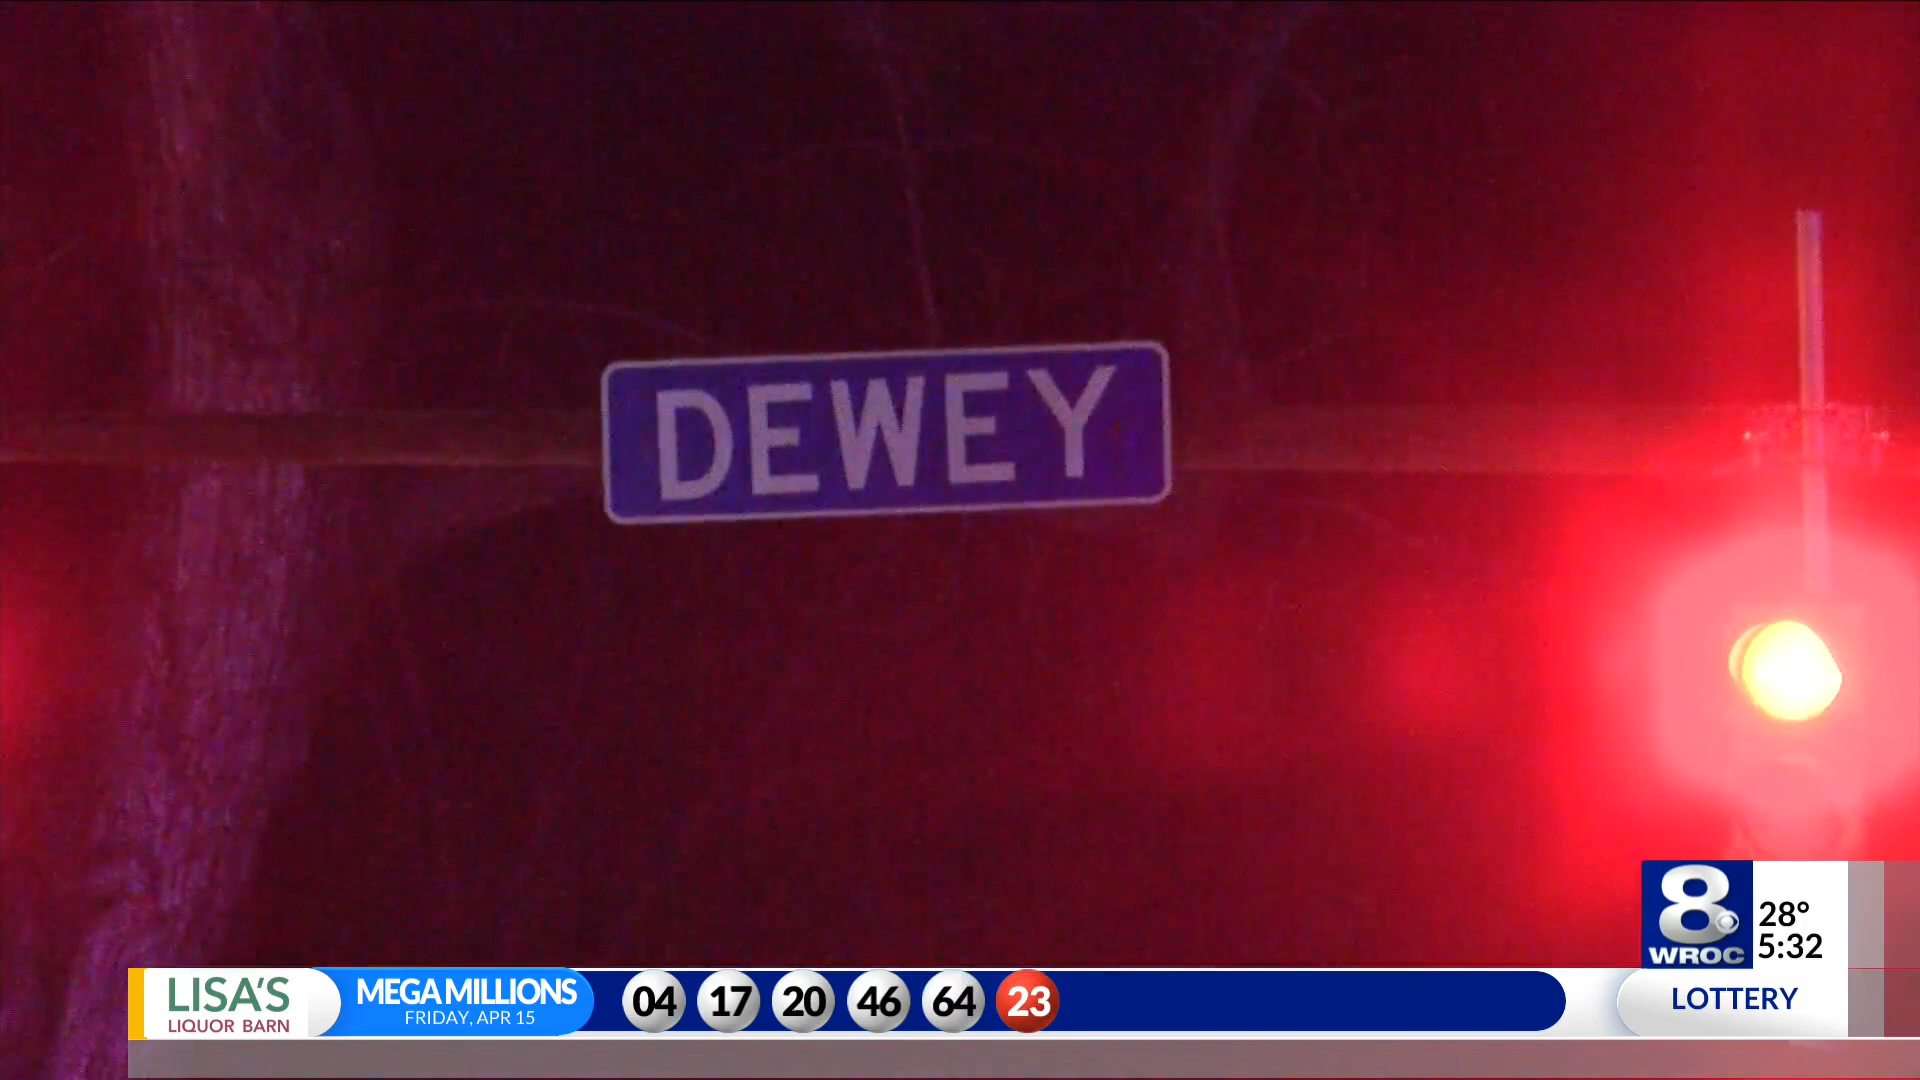 DEWEY
8
WROC
28°
5:32
LISA'S
LIQUOR BARN
MEGA MILLIONS
FRIDAY, APR 15
04 17 20 46 64 23
LOTTERY